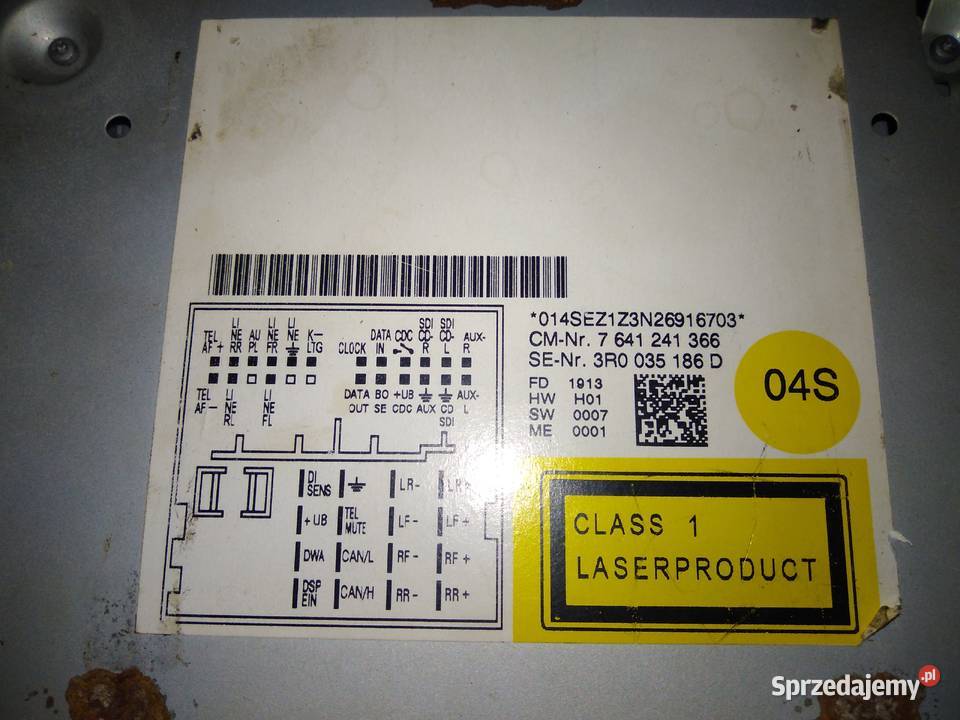 *014SEZ1Z3N26916703*
CM-Nr. 7 641 241 366
SE-Nr. 3R0 035 186 D
FD 1913
HW H01
SW 0007
ME 0001
04S
CLASS 1
LASERPRODUCT
TEL AF + LI NE RR AU PL LI NE FR LI NE K- LTG
CLOCK DATA IN CDC SDI CD- R SDI CD- L AUX- R
TEL AF - LI NE RL LI NE FL
DATA OUT BO SE +UB CDC AUX CD SDI AUX- L
DI SENS LR- LR+
+UB TEL MUTE LF- LF+
DWA CAN/L RF- RF+
DSP EIN CAN/H RR- RR+
Sprzedajemy.pl